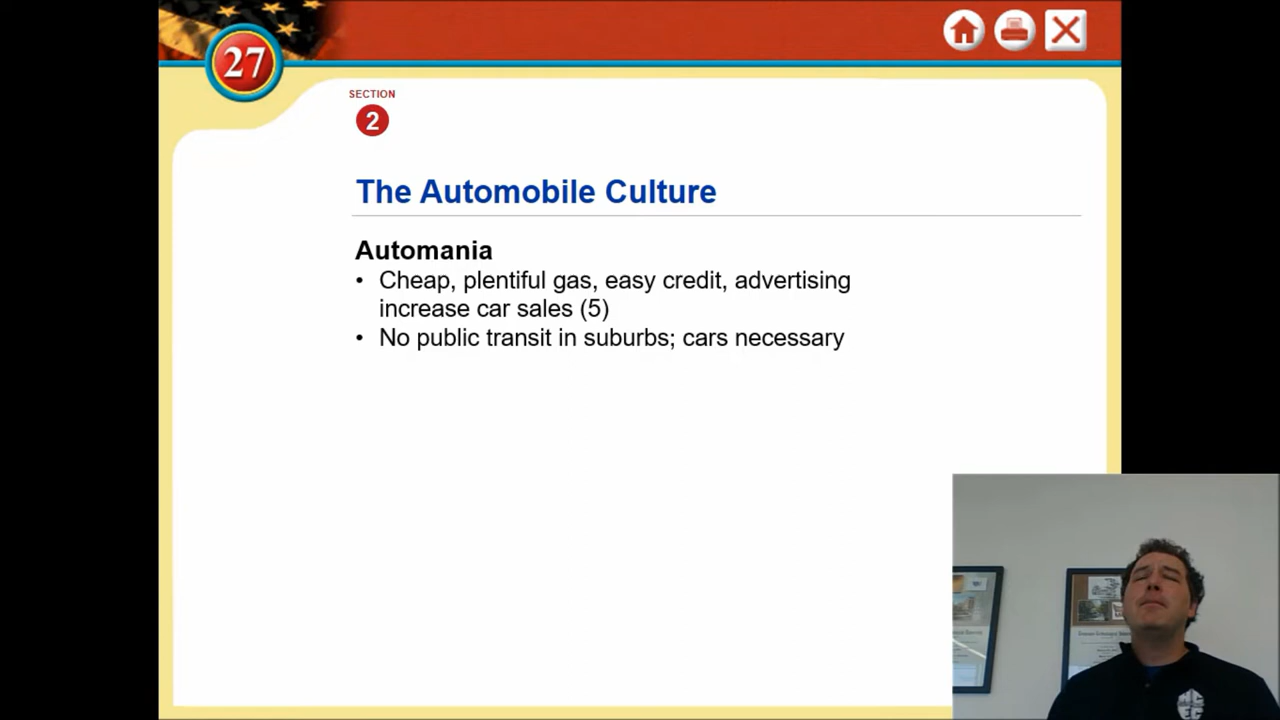 27
SECTION
2
The Automobile Culture
Automania
• Cheap, plentiful gas, easy credit, advertising
increase car sales (5)
• No public transit in suburbs; cars necessary